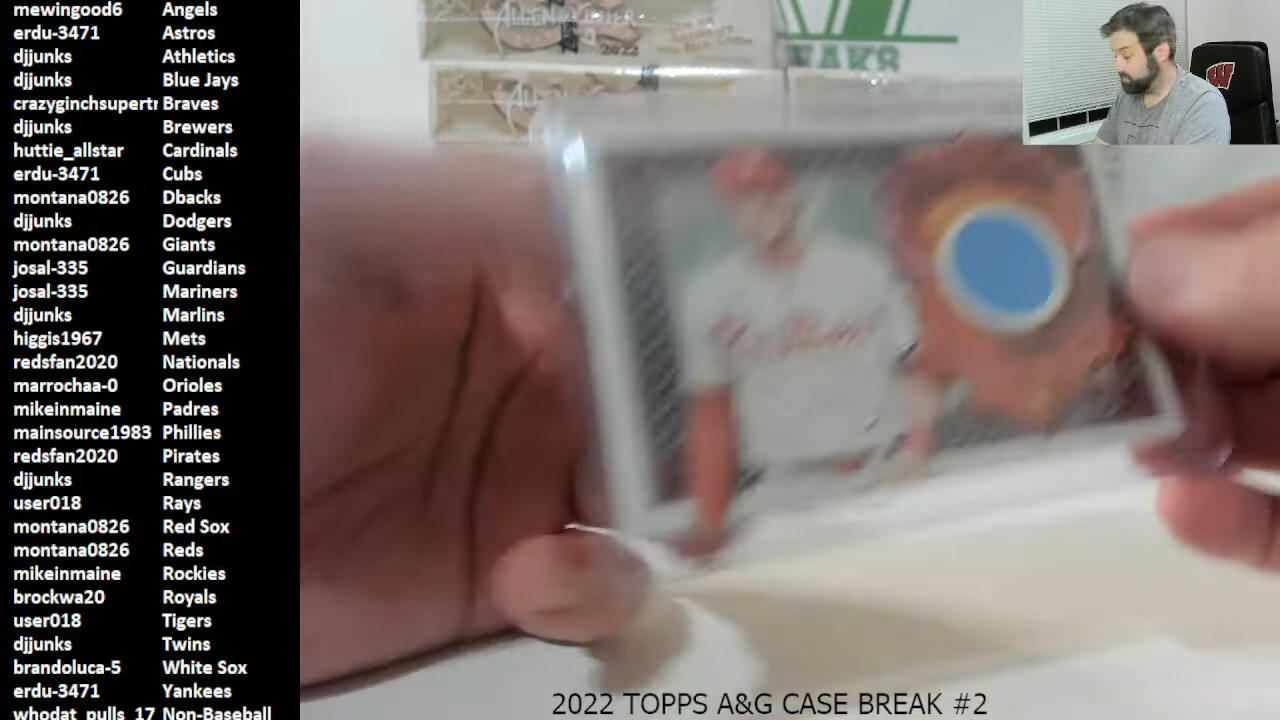 mewingood6 Angels
erdu-3471 Astros
djjunks Athletics
djjunks Blue Jays
crazyginchsupertr Braves
djjunks Brewers
huttie_allstar Cardinals
erdu-3471 Cubs
montana0826 Dbacks
djjunks Dodgers
montana0826 Giants
josal-335 Guardians
josal-335 Mariners
djjunks Marlins
higgis1967 Mets
redsfan2020 Nationals
marrochaa-0 Orioles
mikeinmaine Padres
mainsource1983 Phillies
redsfan2020 Pirates
djjunks Rangers
user018 Rays
montana0826 Red Sox
montana0826 Reds
mikeinmaine Rockies
brockwa20 Royals
user018 Tigers
djjunks Twins
brandoluca-5 White Sox
erdu-3471 Yankees
whodat_pulls_17 Non-Baseball
2022
W
2022 TOPPS A&G CASE BREAK #2